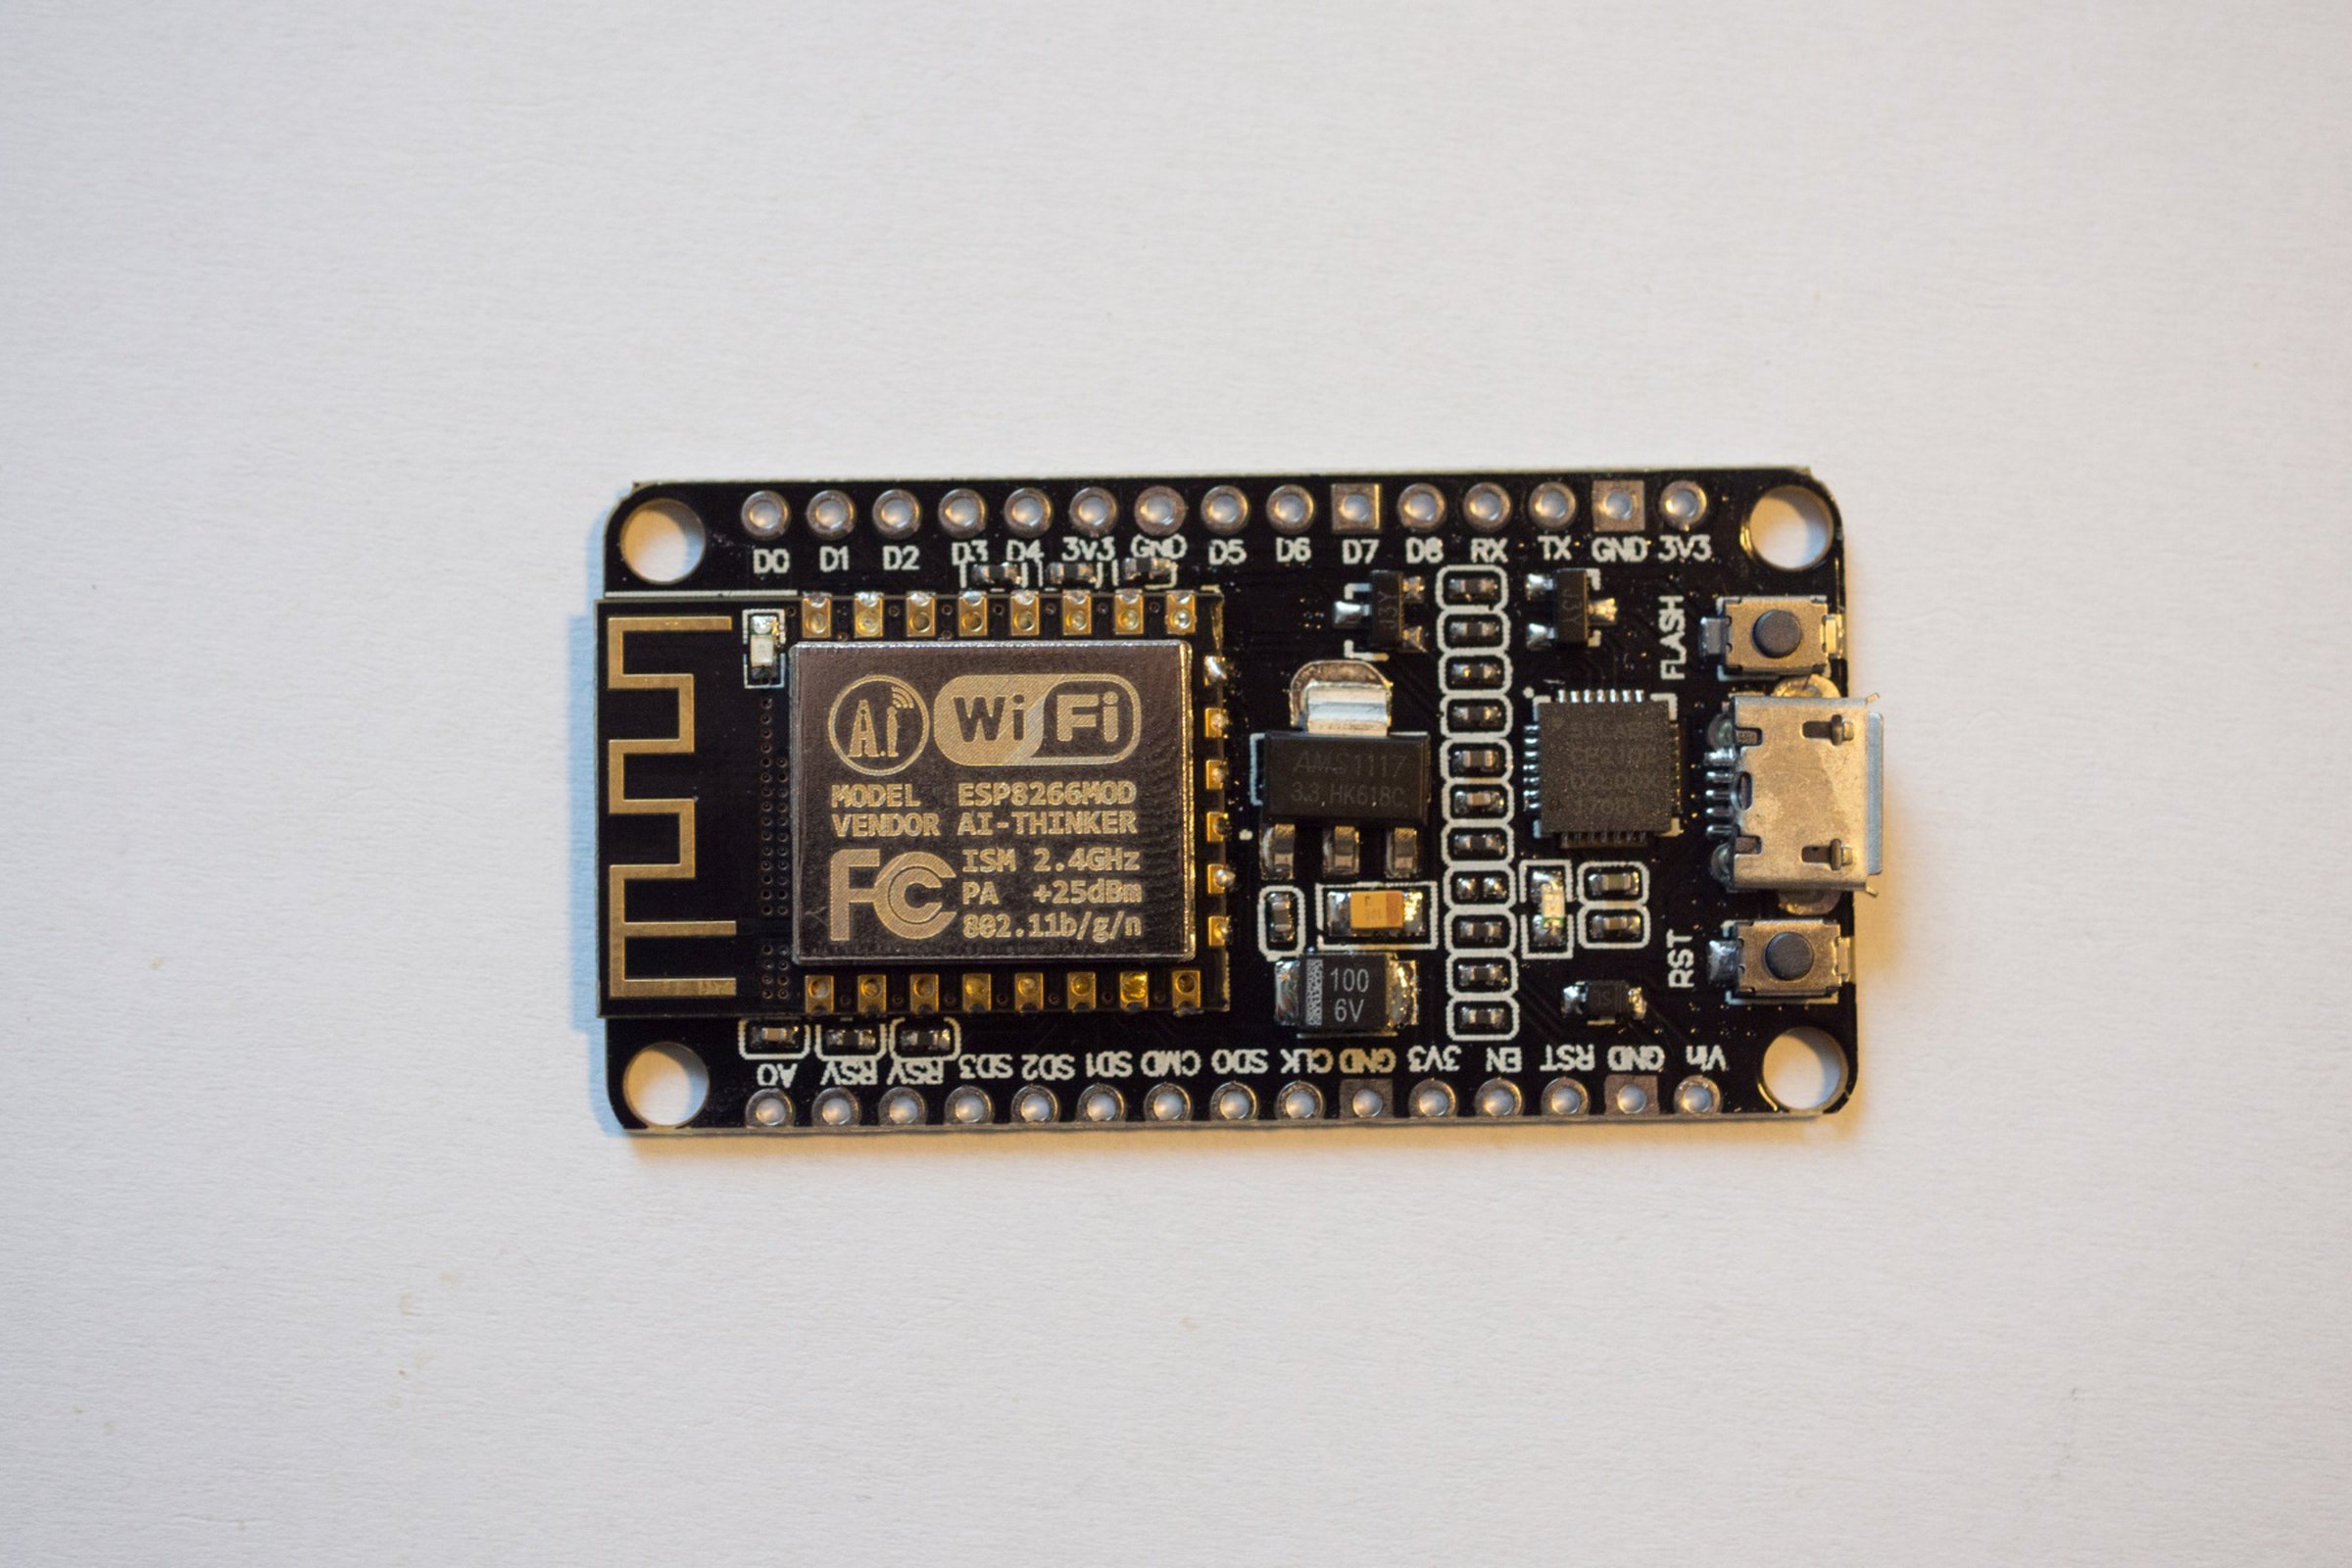 D0 D1 D2 D3 D4 3V3 GND D5 D6 D7 D8 RX TX GND 3V3
FLASH
J3Y
Ai WiFi
MODEL ESP8266MOD
VENDOR AI-THINKER
FC ISM 2.4GHz
PA +25dBm
802.11b/g/n
AMS1117
3.3 HK618C
100
6V
RST
A0 RSV RSV SD3 SD2 SD1 CMD SD0 CLK GND 3V3 EN RST GND Vin